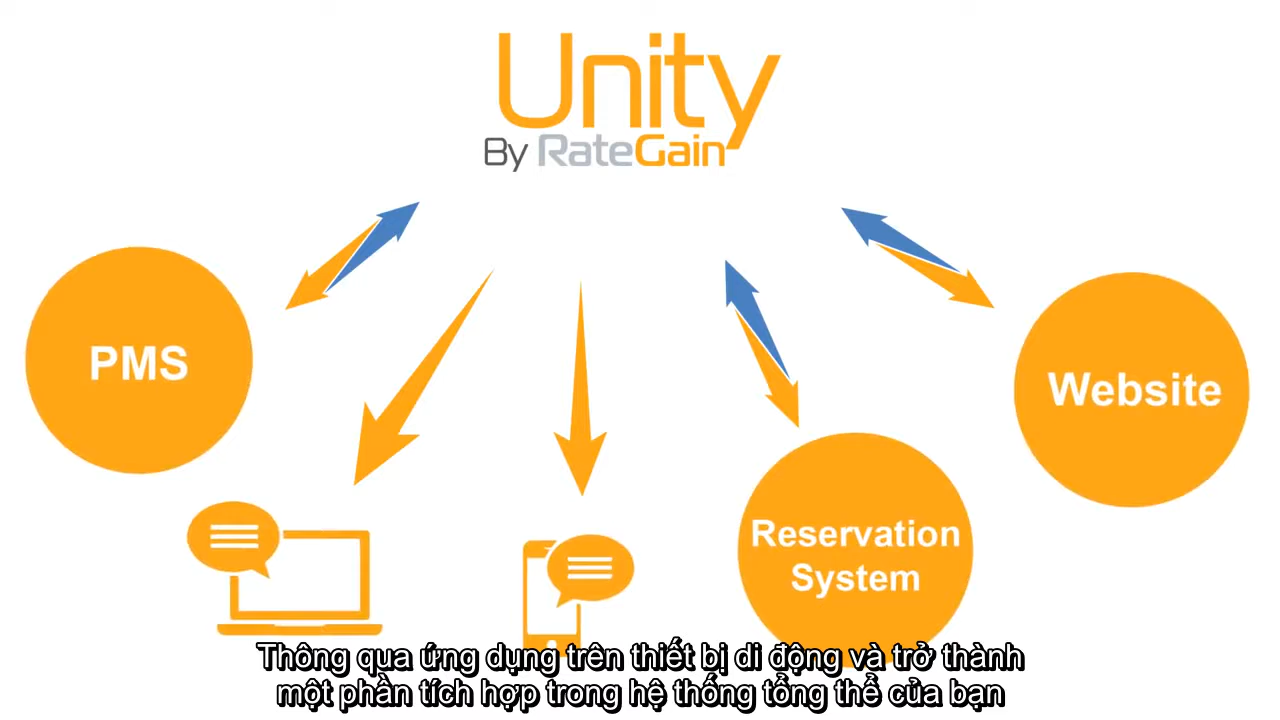 Unity
By RateGain
PMS
Website
Reservation
System
Thông qua ứng dụng trên thiết bị di động và trở thành
một phần tích hợp trong hệ thống tổng thể của bạn